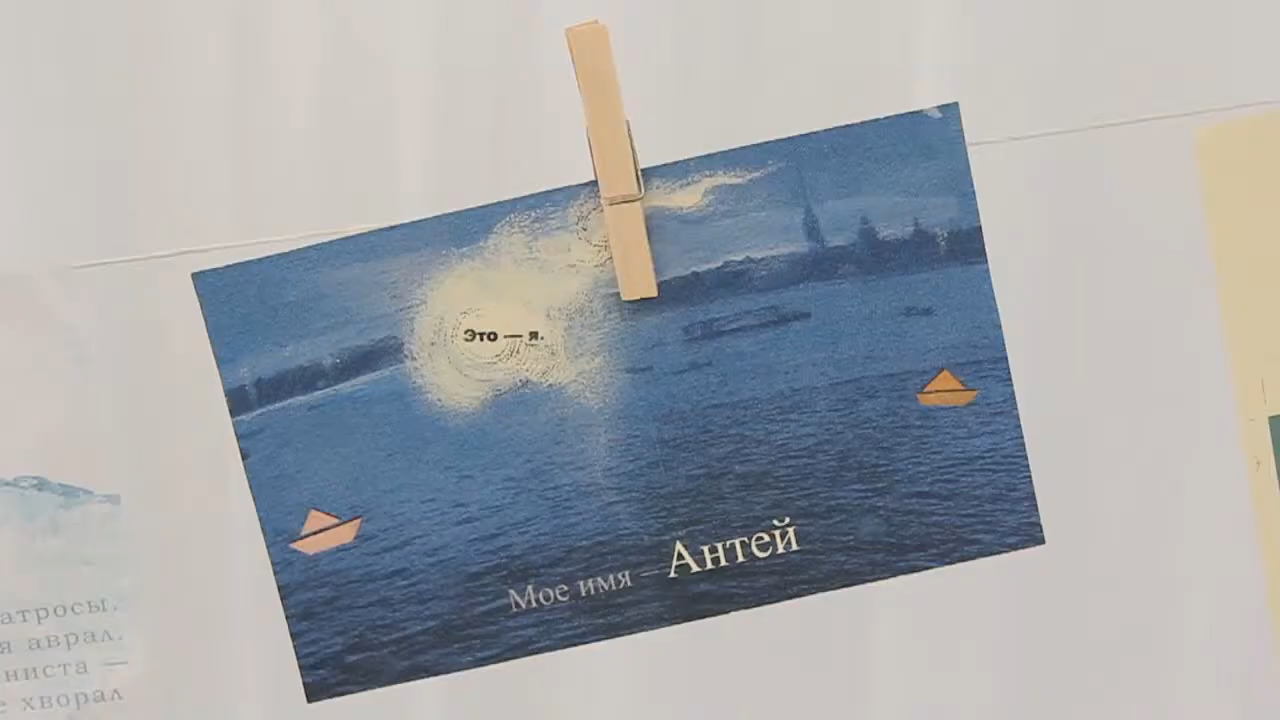 Это — я.
Мое имя — Антей
атросы,
я аврал.
ниста —
е хворал